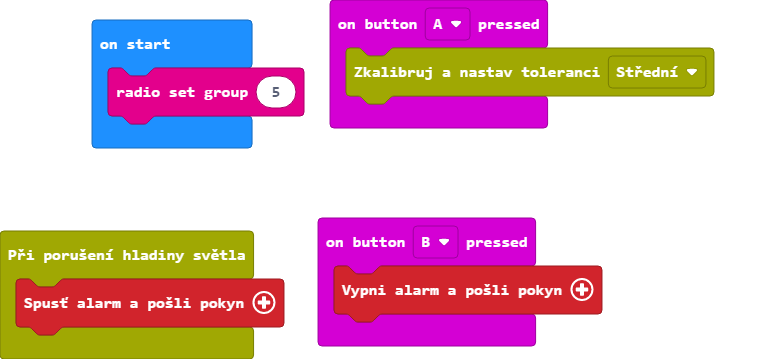 on start
radio set group 5
on button A pressed
Zkalibruj a nastav toleranci Střední
Při porušení hladiny světla
Spusť alarm a pošli pokyn
on button B pressed
Vypni alarm a pošli pokyn